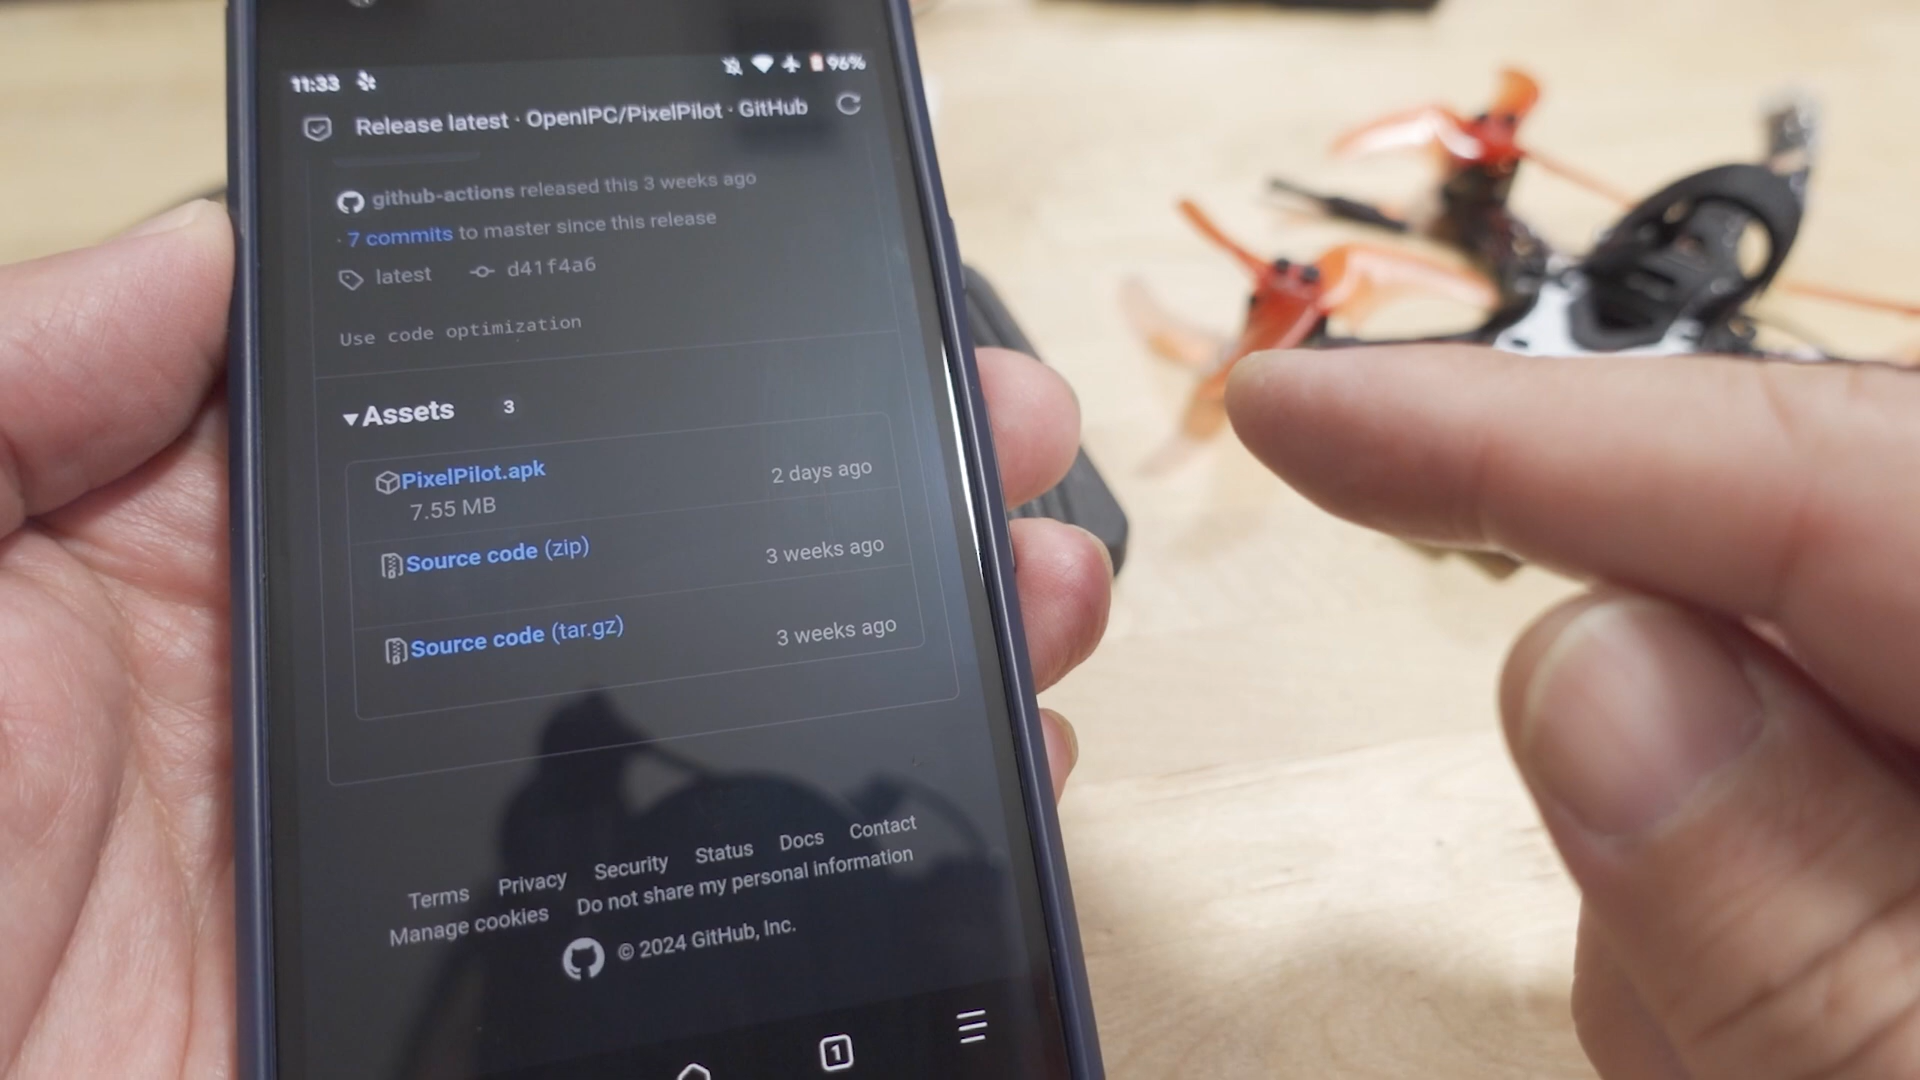 11:33 96%
Release latest · OpenIPC/PixelPilot · GitHub
github-actions released this 3 weeks ago
· 7 commits to master since this release
latest d41f4a6
Use code optimization
Assets 3
PixelPilot.apk 2 days ago
7.55 MB
Source code (zip) 3 weeks ago
Source code (tar.gz) 3 weeks ago
Terms Privacy Security Status Docs Contact
Manage cookies Do not share my personal information
© 2024 GitHub, Inc.
1